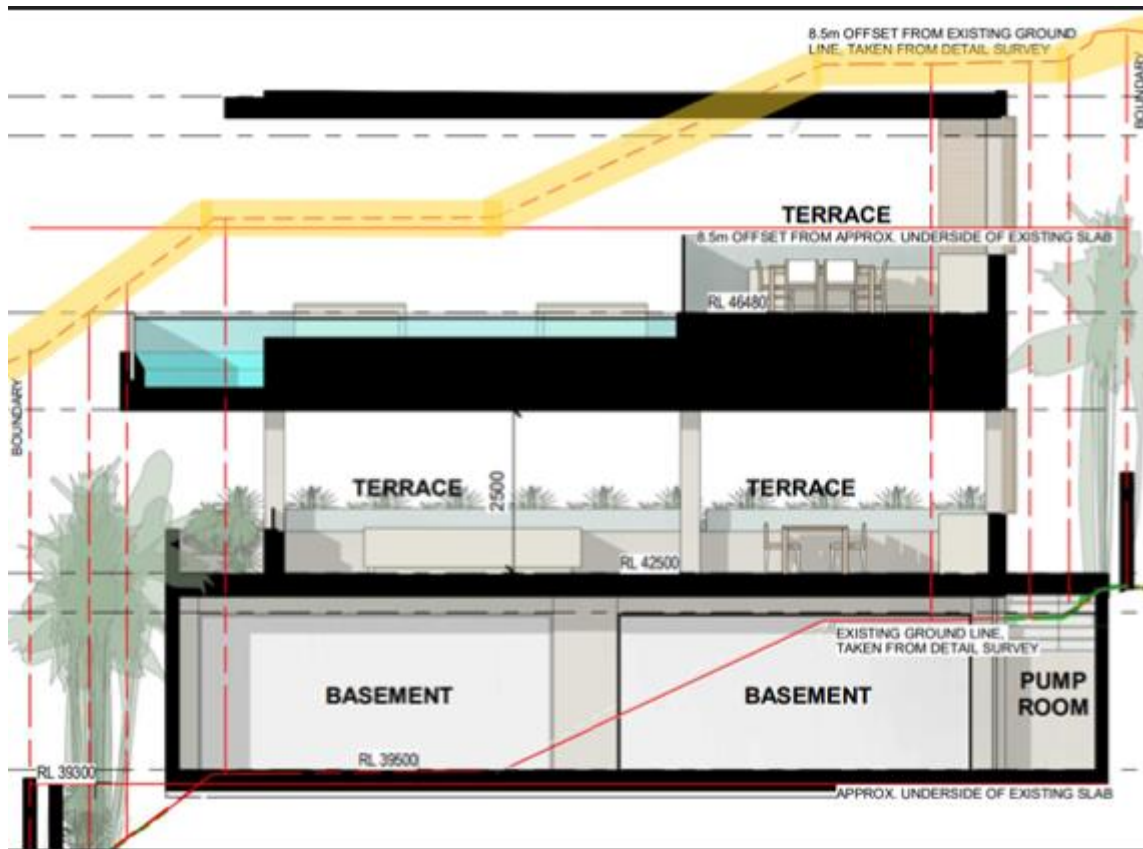 8.5m OFFSET FROM EXISTING GROUND
LINE, TAKEN FROM DETAIL SURVEY
BOUNDARY
TERRACE
8.5m OFFSET FROM APPROX. UNDERSIDE OF EXISTING SLAB
RL 46480
BOUNDARY
TERRACE
2500
TERRACE
RL 42500
EXISTING GROUND LINE,
TAKEN FROM DETAIL SURVEY
BASEMENT
BASEMENT
PUMP
ROOM
RL 39500
RL 39300
APPROX. UNDERSIDE OF EXISTING SLAB